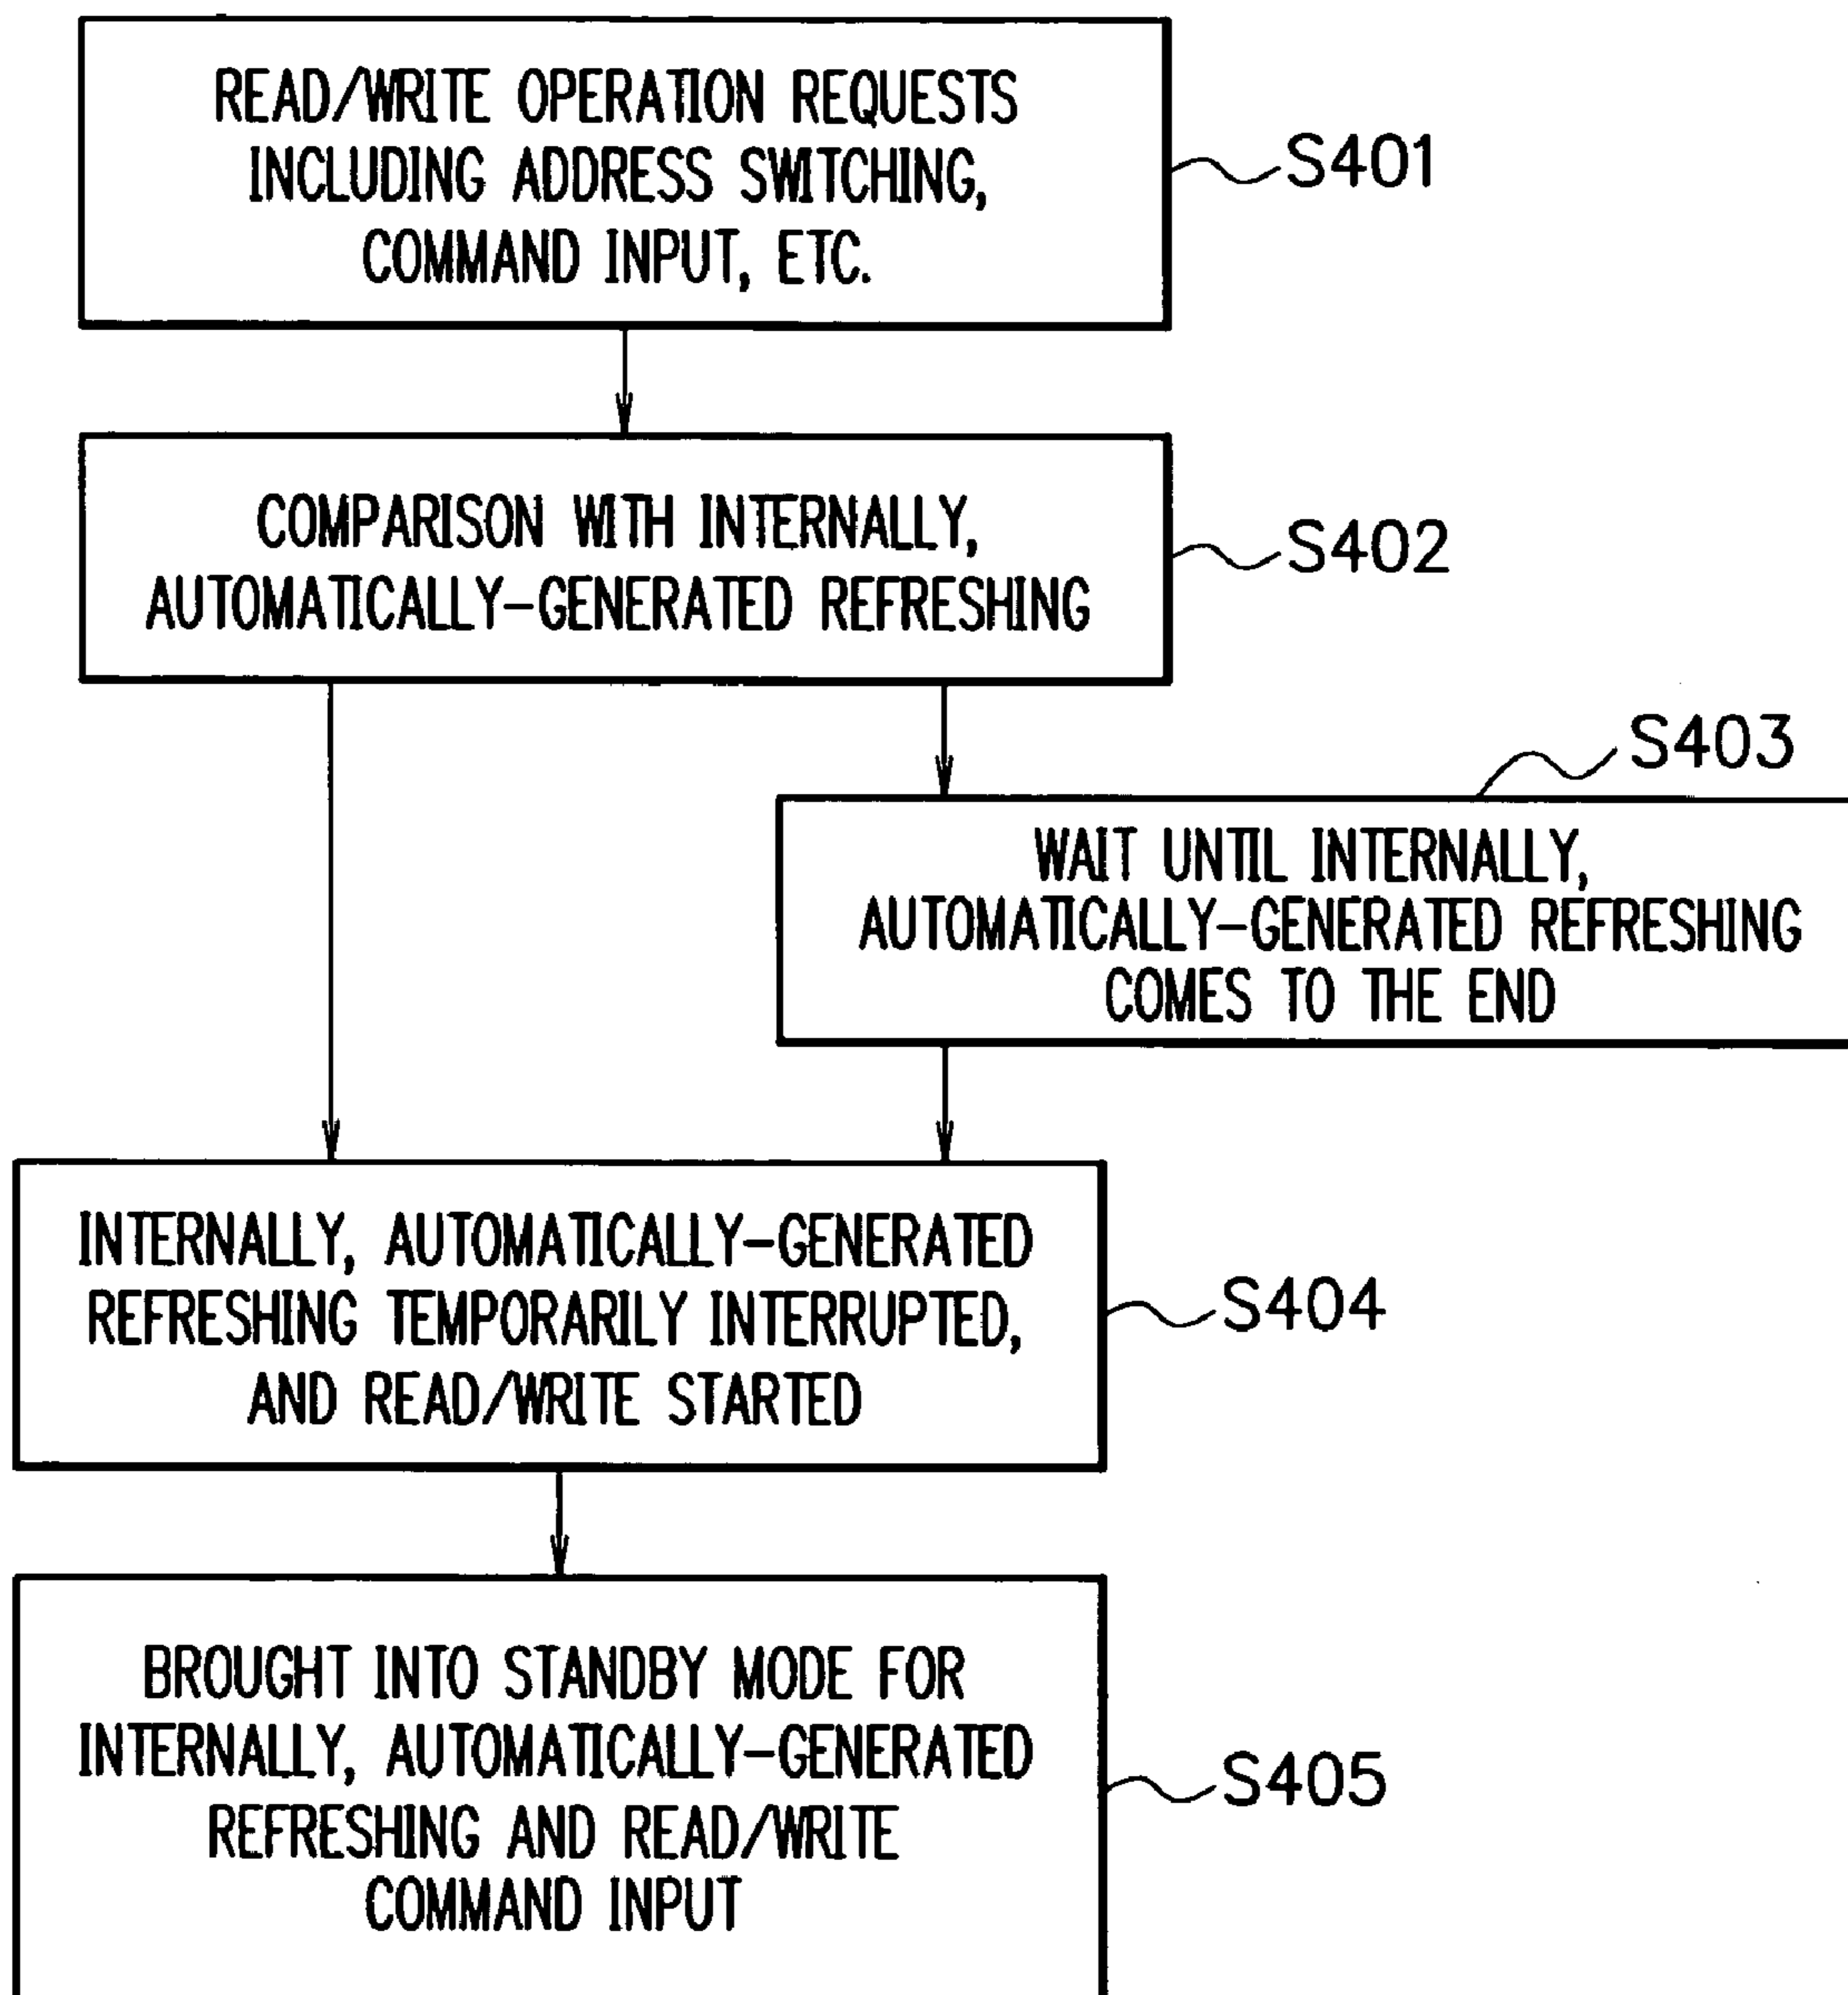 READ/WRITE OPERATION REQUESTS
INCLUDING ADDRESS SWITCHING,
COMMAND INPUT, ETC.
S401
COMPARISON WITH INTERNALLY,
AUTOMATICALLY-GENERATED REFRESHING
S402
S403
WAIT UNTIL INTERNALLY,
AUTOMATICALLY-GENERATED REFRESHING
COMES TO THE END
INTERNALLY, AUTOMATICALLY-GENERATED
REFRESHING TEMPORARILY INTERRUPTED,
AND READ/WRITE STARTED
S404
BROUGHT INTO STANDBY MODE FOR
INTERNALLY, AUTOMATICALLY-GENERATED
REFRESHING AND READ/WRITE
COMMAND INPUT
S405